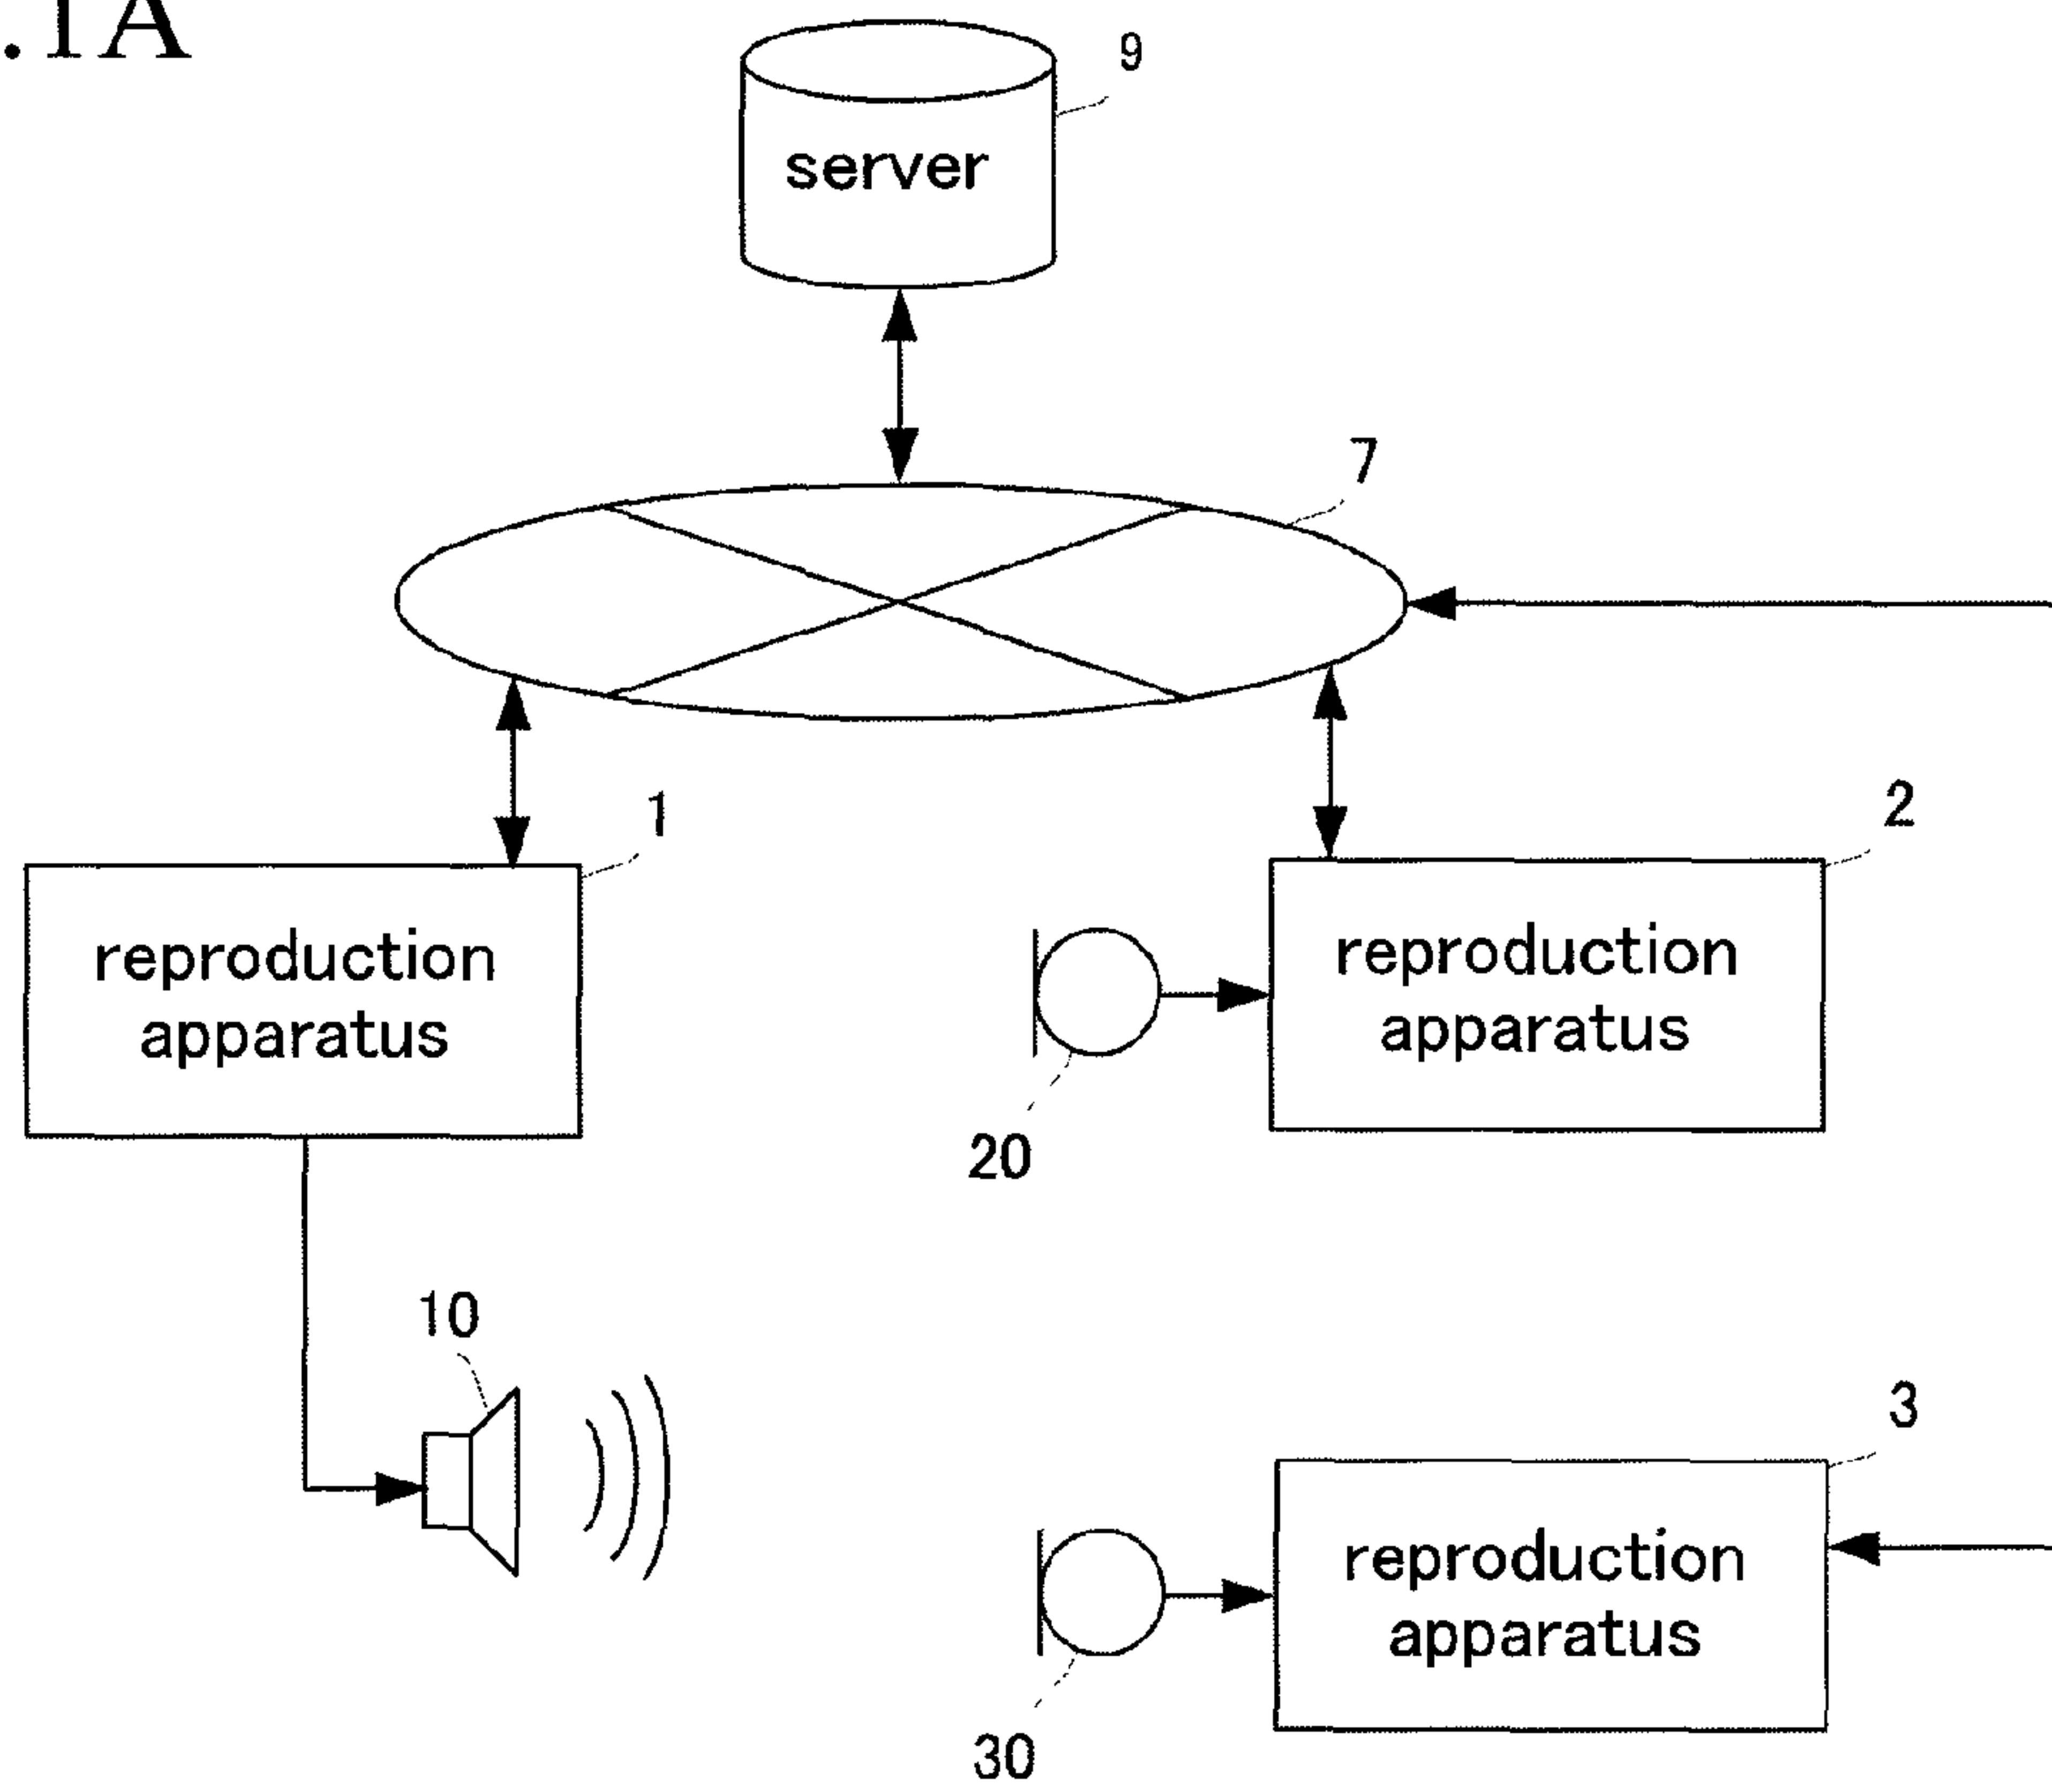 .1A
9
server
7
1
2
reproduction
apparatus
reproduction
apparatus
20
10
3
reproduction
apparatus
30